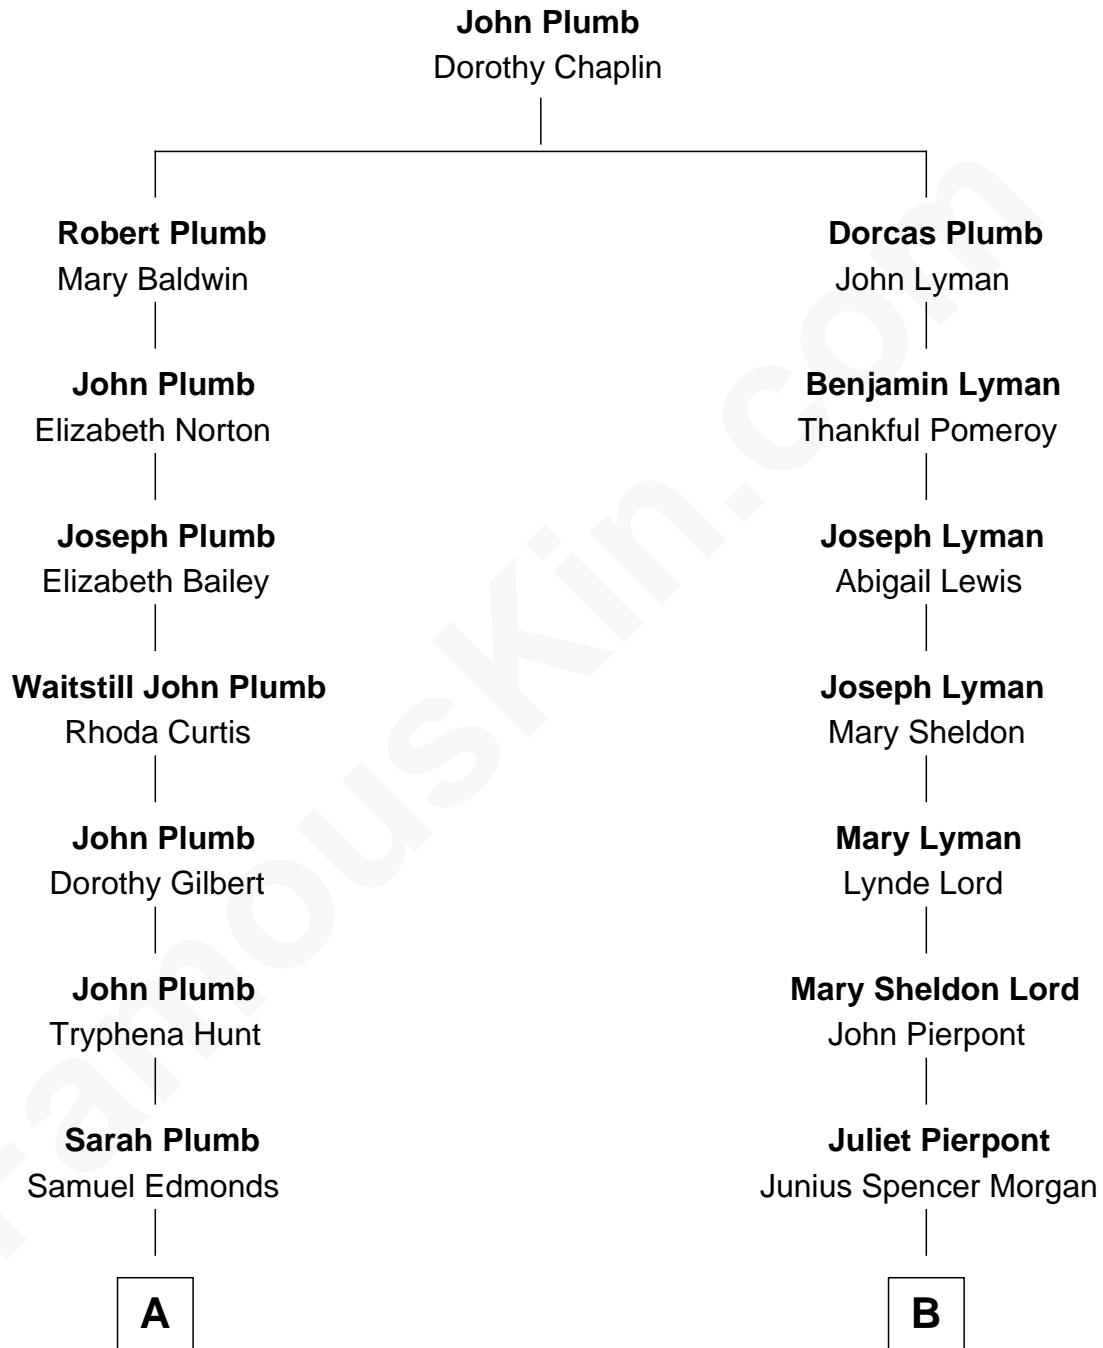 John Plumb
Dorothy Chaplin
Robert Plumb
Mary Baldwin
Dorcas Plumb
John Lyman
John Plumb
Elizabeth Norton
Benjamin Lyman
Thankful Pomeroy
Joseph Plumb
Elizabeth Bailey
Joseph Lyman
Abigail Lewis
Waitstill John Plumb
Rhoda Curtis
Joseph Lyman
Mary Sheldon
John Plumb
Dorothy Gilbert
Mary Lyman
Lynde Lord
John Plumb
Tryphena Hunt
Mary Sheldon Lord
John Pierpont
Sarah Plumb
Samuel Edmonds
Juliet Pierpont
Junius Spencer Morgan
A
B
FamousKin.com